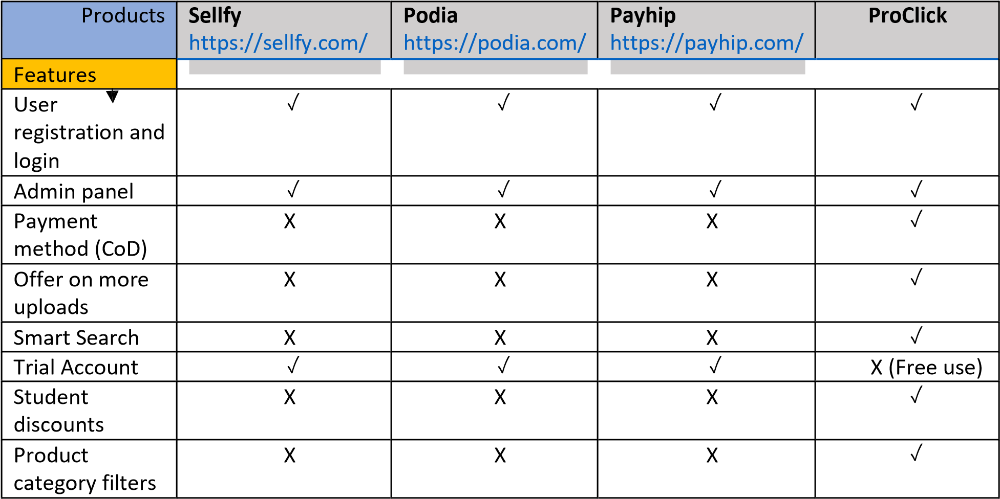 Products Sellfy Podia Payhip ProClick
https://sellfy.com/ https://podia.com/ https://payhip.com/
Features
User ✓ ✓ ✓ ✓
registration and
login
Admin panel ✓ ✓ ✓ ✓
Payment X X X ✓
method (CoD)
Offer on more X X X ✓
uploads
Smart Search X X X ✓
Trial Account ✓ ✓ ✓ X (Free use)
Student X X X ✓
discounts
Product X X X ✓
category filters